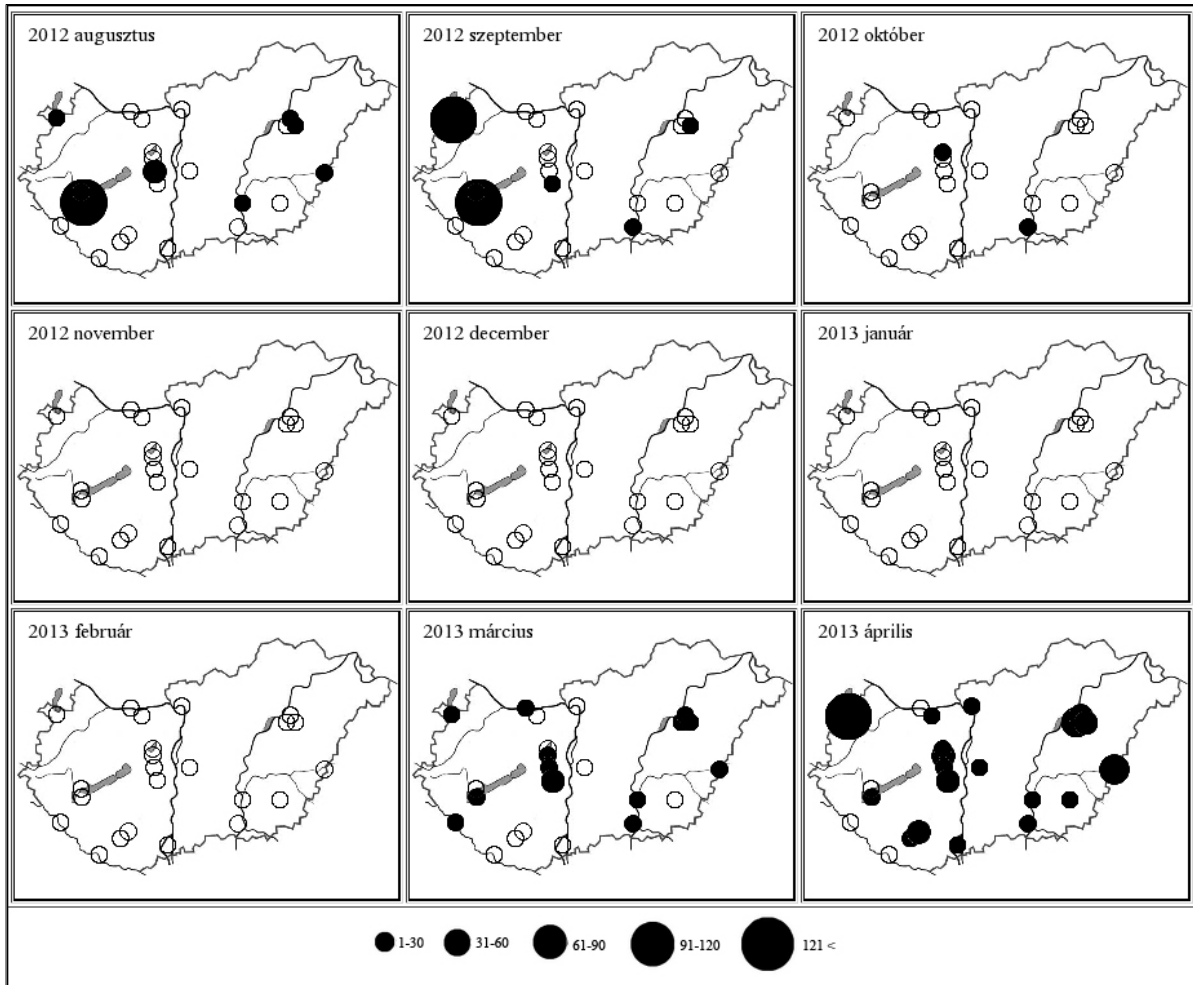 2012 augusztus
2012 szeptember
2012 október
2012 november
2012 december
2013 január
2013 február
2013 március
2013 április
1-30 31-60 61-90 91-120 121 <